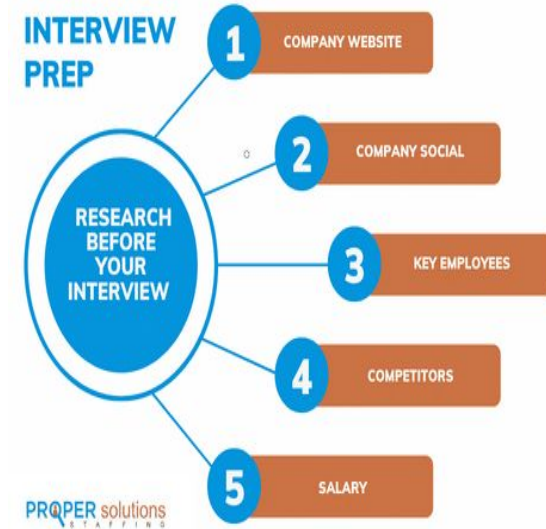 INTERVIEW
PREP
1
COMPANY WEBSITE
2
COMPANY SOCIAL
RESEARCH
BEFORE
YOUR
INTERVIEW
3
KEY EMPLOYEES
4
COMPETITORS
5
SALARY
PROPER solutions
STAFFING